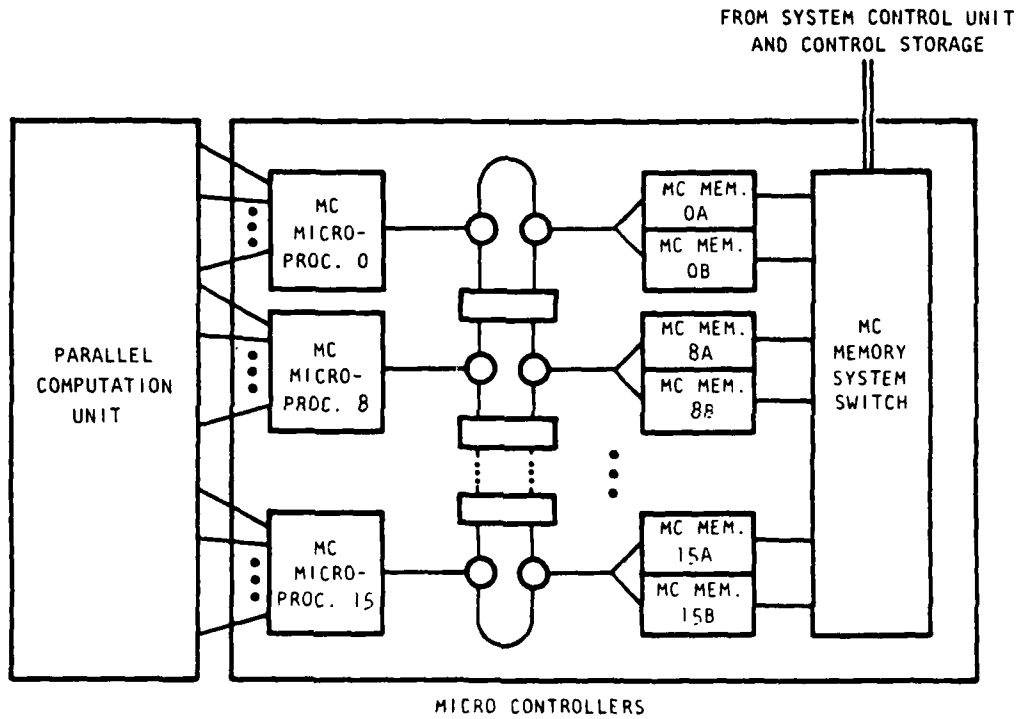 FROM SYSTEM CONTROL UNIT
AND CONTROL STORAGE
PARALLEL
COMPUTATION
UNIT
MC
MICRO-
PROC. 0
MC MEM.
0A
MC MEM.
0B
MC
MICRO-
PROC. 8
MC MEM.
8A
MC MEM.
8B
MC
MEMORY
SYSTEM
SWITCH
MC
MICRO-
PROC. 15
MC MEM.
15A
MC MEM.
15B
MICRO CONTROLLERS